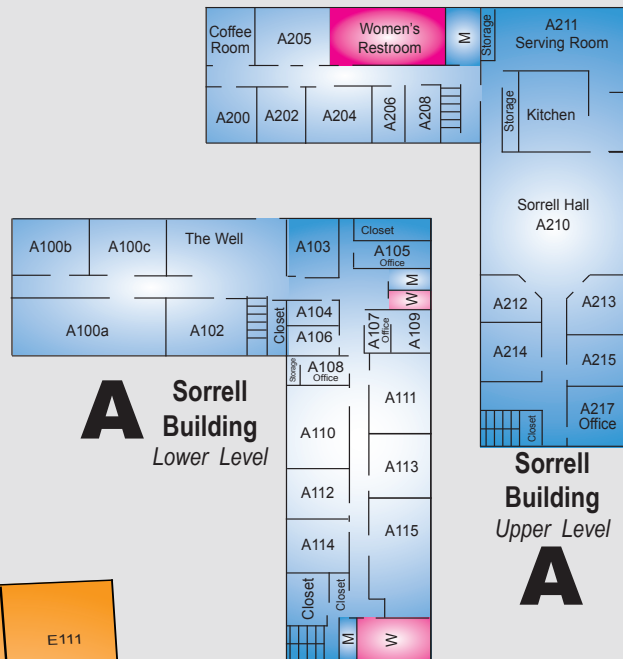 Coffee
Room
A205
Women's
Restroom
M
Storage
A211
Serving Room
A200
A202
A204
A206
A208
Storage
Kitchen
Sorrell Hall
A210
A212
A213
A214
A215
A217
Office
Closet
Sorrell
Building
Upper Level
A
A100b
A100c
The Well
A103
Closet
A105
Office
M
W
A100a
A102
Closet
A104
A106
A107
Office
A109
Storage
A108
Office
A111
A110
A113
A112
A115
A114
Closet
Closet
M
W
A
Sorrell
Building
Lower Level
E111